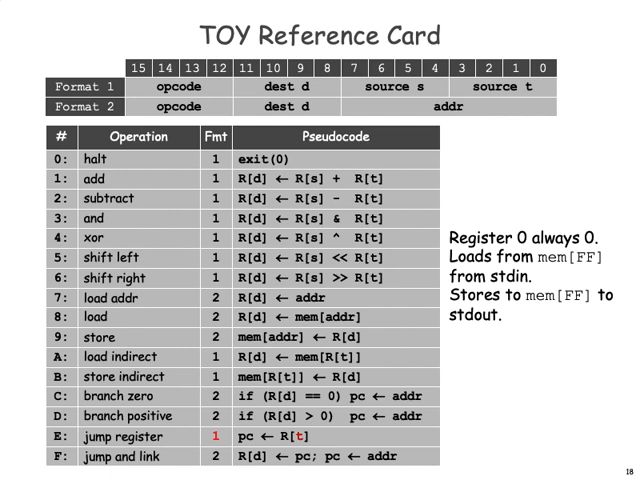 TOY Reference Card
15 14 13 12 11 10 9 8 7 6 5 4 3 2 1 0
Format 1 opcode dest d source s source t
Format 2 opcode dest d addr
# Operation Fmt Pseudocode
0: halt 1 exit(0)
1: add 1 R[d] ← R[s] + R[t]
2: subtract 1 R[d] ← R[s] - R[t]
3: and 1 R[d] ← R[s] & R[t]
4: xor 1 R[d] ← R[s] ^ R[t]
5: shift left 1 R[d] ← R[s] << R[t]
6: shift right 1 R[d] ← R[s] >> R[t]
7: load addr 2 R[d] ← addr
8: load 2 R[d] ← mem[addr]
9: store 2 mem[addr] ← R[d]
A: load indirect 1 R[d] ← mem[R[t]]
B: store indirect 1 mem[R[t]] ← R[d]
C: branch zero 2 if (R[d] == 0) pc ← addr
D: branch positive 2 if (R[d] > 0) pc ← addr
E: jump register 1 pc ← R[t]
F: jump and link 2 R[d] ← pc; pc ← addr
Register 0 always 0.
Loads from mem[FF]
from stdin.
Stores to mem[FF] to
stdout.
18